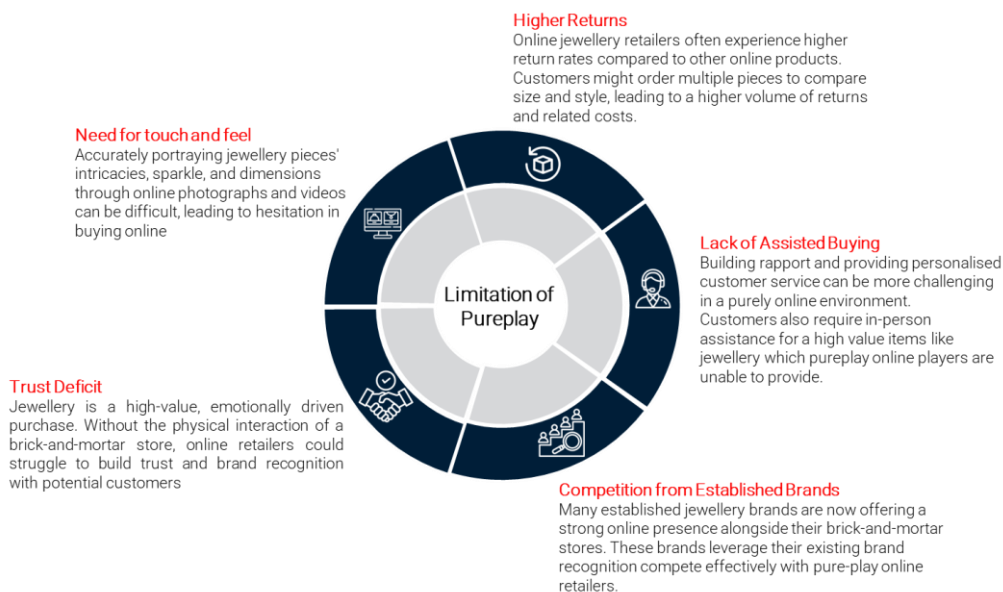 Higher Returns
Online jewellery retailers often experience higher
return rates compared to other online products.
Customers might order multiple pieces to compare
size and style, leading to a higher volume of returns
and related costs.
Need for touch and feel
Accurately portraying jewellery pieces'
intricacies, sparkle, and dimensions
through online photographs and videos
can be difficult, leading to hesitation in
buying online
Lack of Assisted Buying
Building rapport and providing personalised
customer service can be more challenging
in a purely online environment.
Customers also require in-person
assistance for a high value items like
jewellery which pureplay online players are
unable to provide.
Limitation of
Pureplay
Trust Deficit
Jewellery is a high-value, emotionally driven
purchase. Without the physical interaction of a
brick-and-mortar store, online retailers could
struggle to build trust and brand recognition
with potential customers
Competition from Established Brands
Many established jewellery brands are now offering a
strong online presence alongside their brick-and-mortar
stores. These brands leverage their existing brand
recognition compete effectively with pure-play online
retailers.